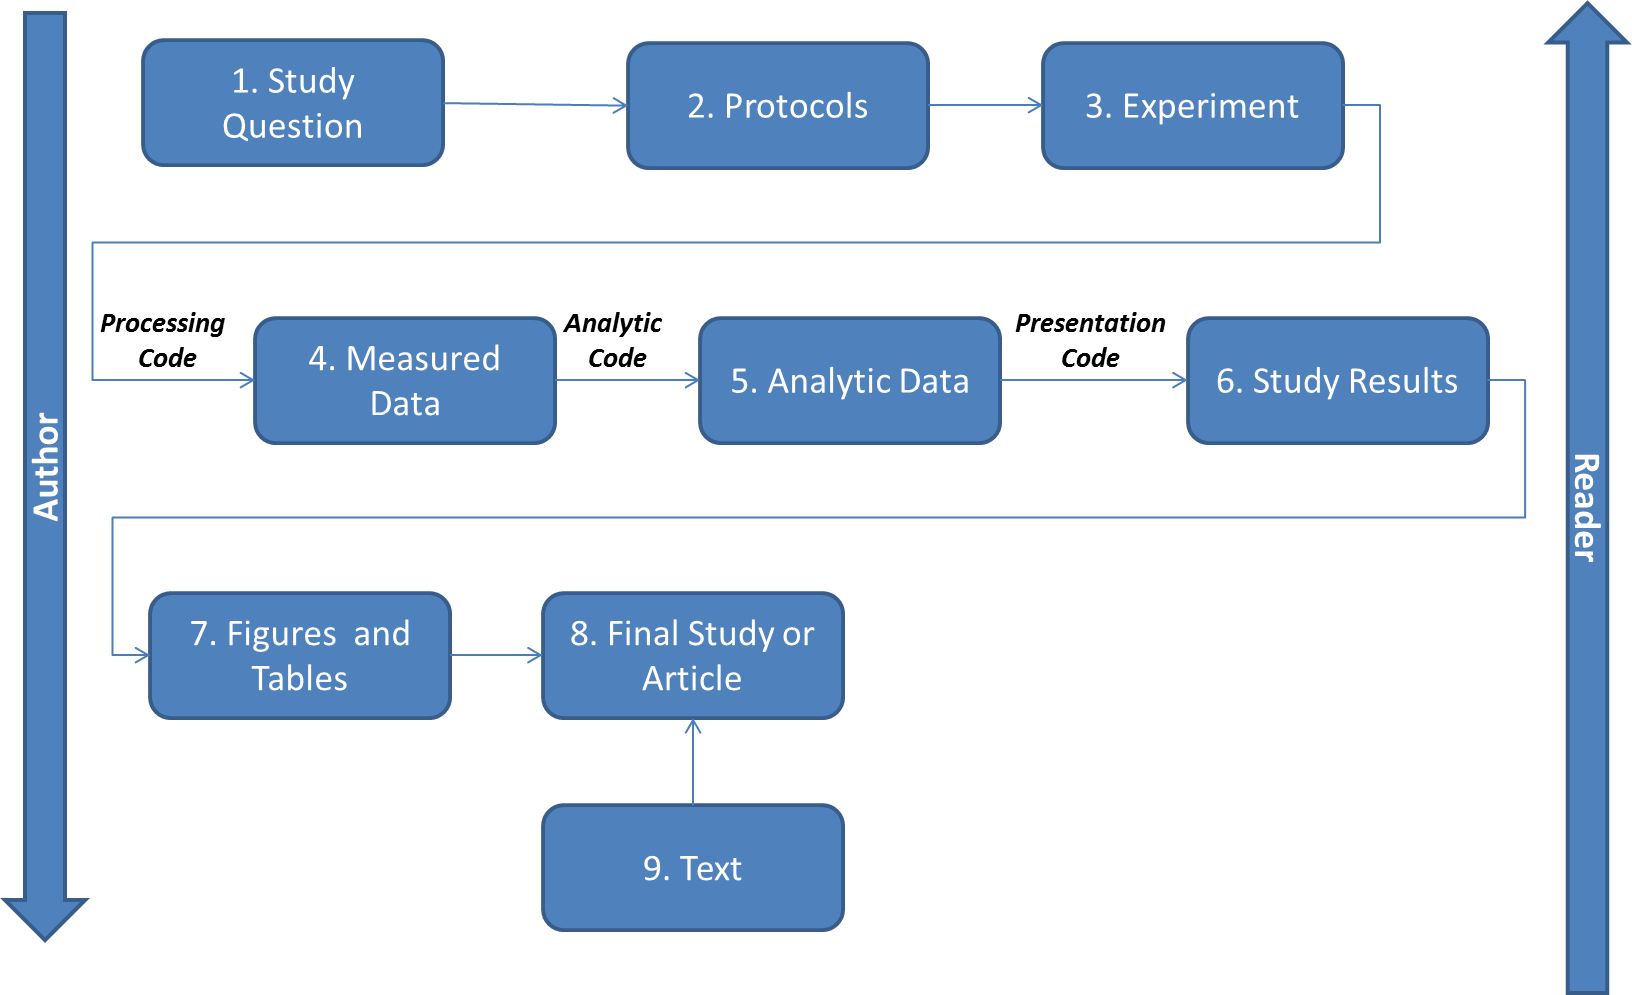 1. Study
Question
2. Protocols
3. Experiment
Processing
Code
4. Measured
Data
Analytic
Code
5. Analytic Data
Presentation
Code
6. Study Results
Author
Reader
7. Figures  and
Tables
8. Final Study or
Article
9. Text